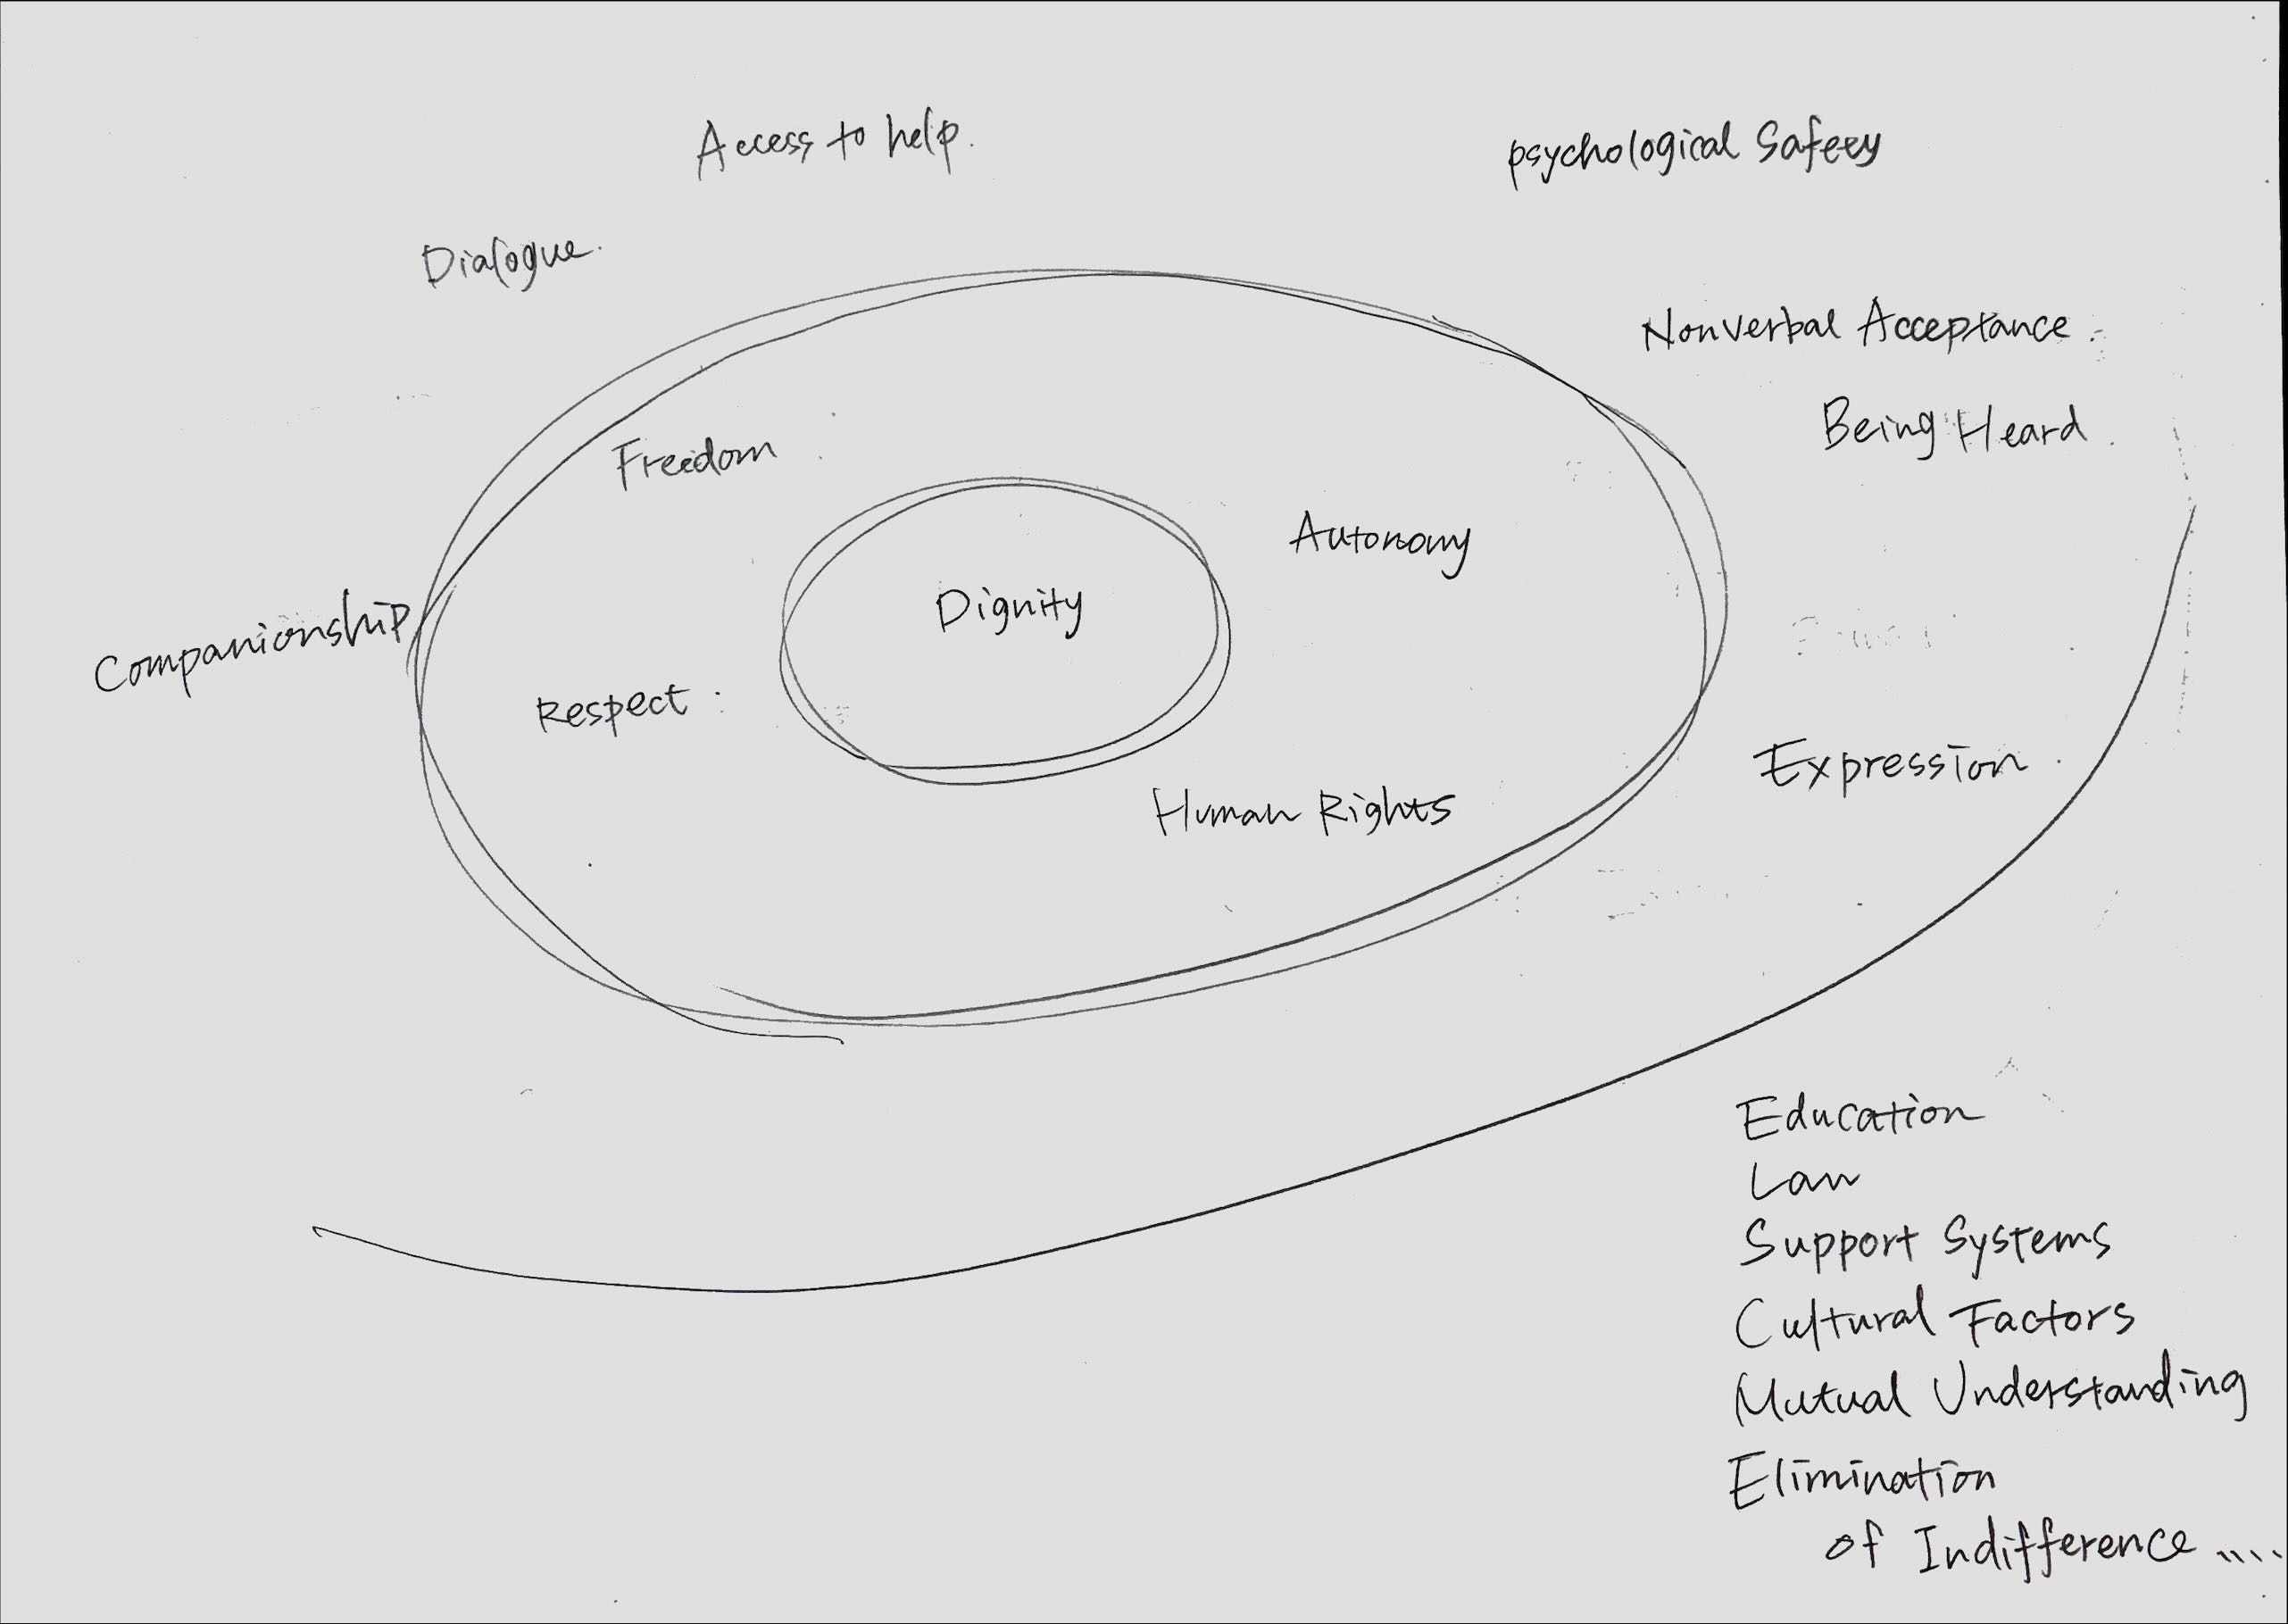 Access to help.
psychological Safety
Dialogue.
Nonverbal Acceptance.
Being Heard.
Freedom
Autonomy
Dignity
Companionship
Respect
Human Rights
Expression.
Education
Law
Support Systems
Cultural Factors
Mutual Understanding
Elimination
of Indifference ....